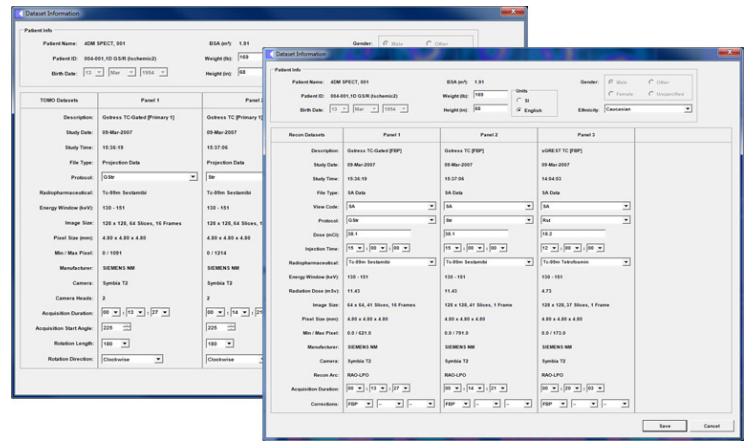 Dataset Information
Patient Info
Patient Name: 4DM SPECT, 001 BSA (m²): 1.91 Gender: Male Other
Patient ID: 004-001,1D GS/R (Ischemic2) Weight (lb): 169
Birth Date: 13 Mar 1954 Height (in): 68
TOMO Datasets Panel 1 Panel 2
Description: Gstress TC-Gated [Primary 1] Gstress TC [Primary 1]
Study Date: 09-Mar-2007 09-Mar-2007
Study Time: 15:36:19 15:37:06
File Type: Projection Data Projection Data
Protocol: GStr Str
Radiopharmaceutical: Tc-99m Sestamibi Tc-99m Sestamibi
Energy Window (keV): 130 - 151 130 - 151
Image Size: 128 x 128, 64 Slices, 16 Frames 128 x 128, 64 Slices, 1
Pixel Size (mm): 4.80 x 4.80 x 4.80 4.80 x 4.80 x 4.80
Min / Max Pixel: 0 / 1091 0 / 1214
Manufacturer: SIEMENS NM SIEMENS NM
Camera: Symbia T2 Symbia T2
Camera Heads: 2 2
Acquisition Duration: 00 : 13 : 27 00 : 14 : 21
Acquisition Start Angle: 225 225
Rotation Length: 180 180
Rotation Direction: Clockwise Clockwise
Dataset Information
Patient Info
Patient Name: 4DM SPECT, 001 BSA (m²): 1.91 Gender: Male Other
Patient ID: 004-001,1D GS/R (Ischemic2) Weight (lb): 169 Units SI English Female Unspecified
Birth Date: 13 Mar 1954 Height (in): 68 Ethnicity: Caucasian
Recon Datasets Panel 1 Panel 2 Panel 3
Description: Gstress TC-Gated [FBP] Gstress TC [FBP] uGREST TC [FBP]
Study Date: 09-Mar-2007 09-Mar-2007 09-Mar-2007
Study Time: 15:36:19 15:37:06 14:04:03
File Type: SA Data SA Data SA Data
View Code: SA SA SA
Protocol: GStr Str Rst
Dose (mCi): 38.1 38.1 18.2
Injection Time: 15 : 00 : 00 15 : 00 : 00 12 : 00 : 00
Radiopharmaceutical: Tc-99m Sestamibi Tc-99m Sestamibi Tc-99m Tetrofosmin
Energy Window (keV): 130 - 151 130 - 151 130 - 151
Radiation Dose (mSv): 11.43 11.43 4.73
Image Size: 64 x 64, 41 Slices, 16 Frames 128 x 128, 41 Slices, 1 Frame 128 x 128, 37 Slices, 1 Frame
Pixel Size (mm): 4.80 x 4.80 x 4.80 4.80 x 4.80 x 4.80 4.80 x 4.80 x 4.80
Min / Max Pixel: 0.0 / 621.0 0.0 / 791.0 0.0 / 173.0
Manufacturer: SIEMENS NM SIEMENS NM SIEMENS NM
Camera: Symbia T2 Symbia T2 Symbia T2
Recon Arc: RAO-LPO RAO-LPO RAO-LPO
Acquisition Duration: 00 : 13 : 27 00 : 14 : 21 00 : 20 : 03
Corrections: FBP - - FBP - - FBP - -
Save Cancel